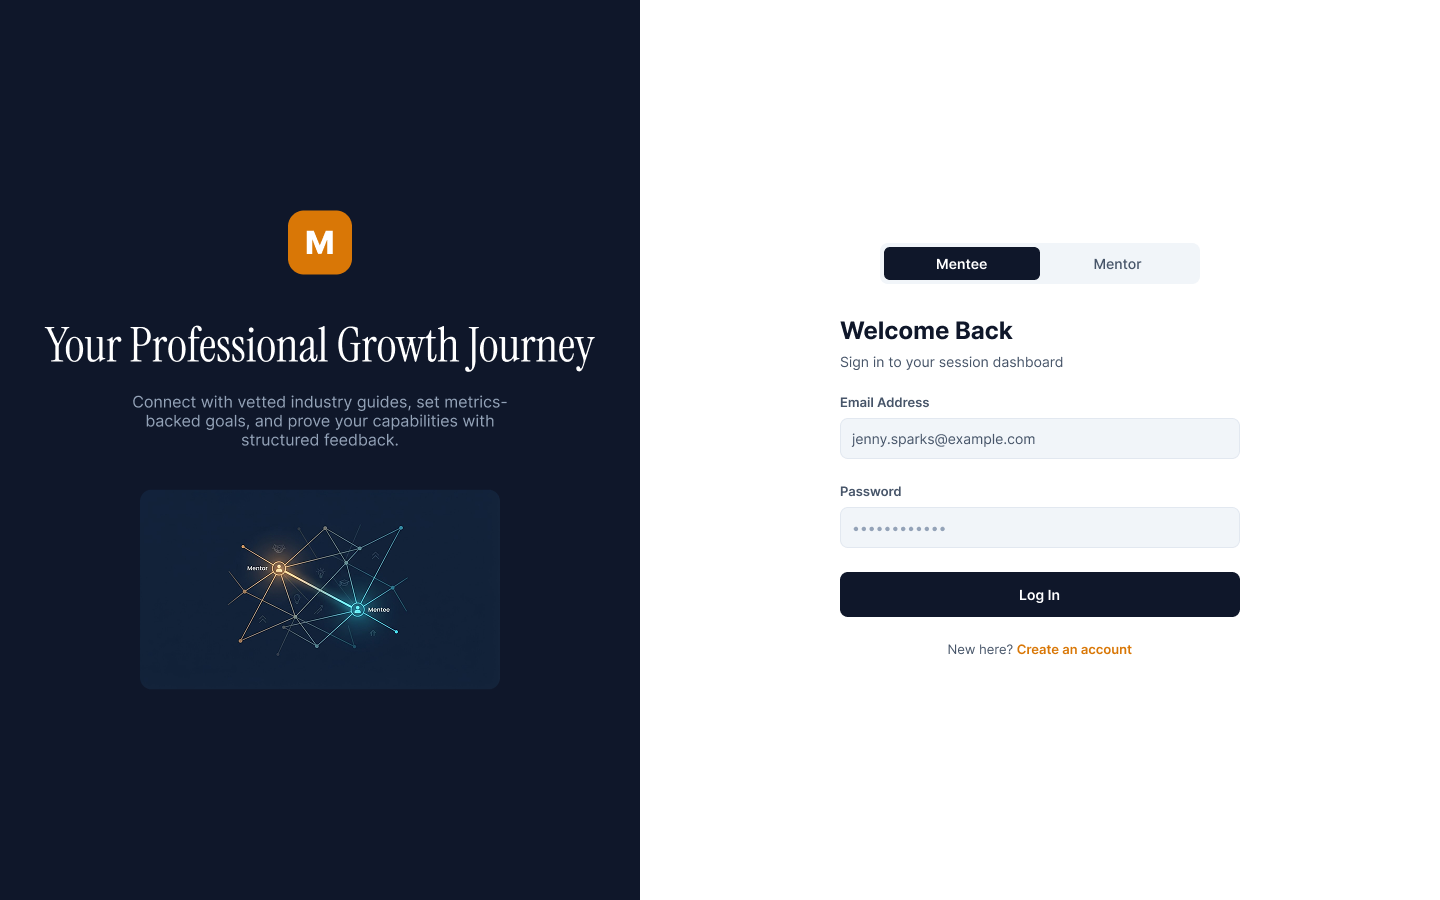 M
Your Professional Growth Journey
Connect with vetted industry guides, set metrics-
backed goals, and prove your capabilities with
structured feedback.
Mentor
Mentee
Mentee
Mentor
Welcome Back
Sign in to your session dashboard
Email Address
jenny.sparks@example.com
Password
••••••••••••
Log In
New here? Create an account